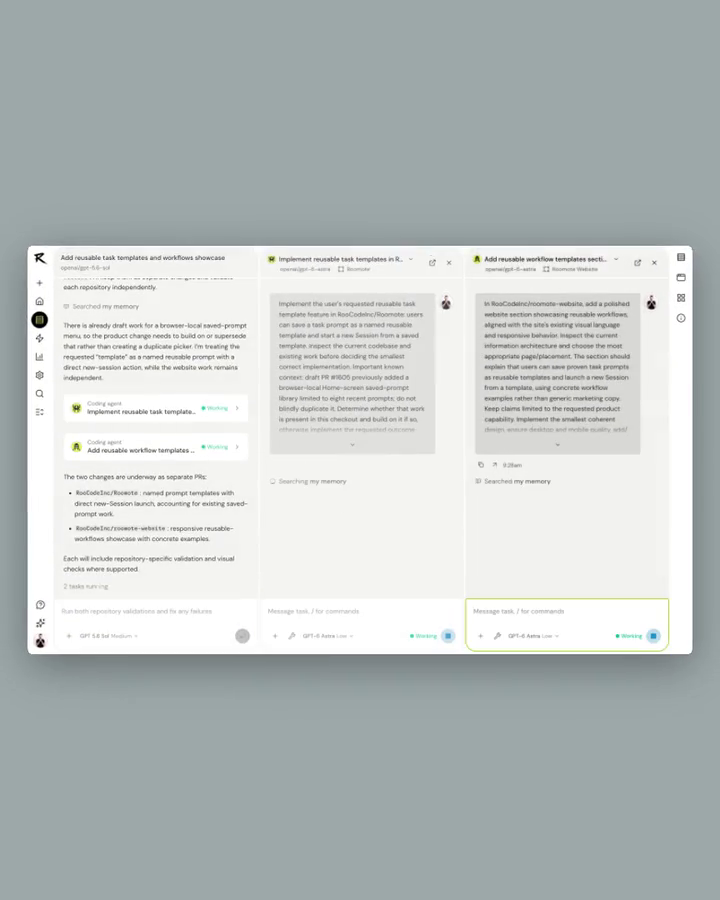 Add reusable task templates and workflows showcase
each repository independently.
Searched my memory
There is already draft work for a browser-local saved-prompt
menu, so the product change needs to build on or supersede
that rather than creating a duplicate picker. I'm treating the
requested "template" as a named reusable prompt with a
direct new-session action, while the website work remains
independent.
Coding agent
Implement reusable task template...
Working
Coding agent
Add reusable workflow templates ...
Working
The two changes are underway as separate PRs:
• RooCodeInc/Roomote: named prompt templates with
direct new-Session launch, accounting for existing saved-
prompt work.
• RooCodeInc/roomote-website: responsive reusable-
workflows showcase with concrete examples.
Each will include repository-specific validation and visual
checks where supported.
2 tasks running
Run both repository validations and fix any failures
GPT 5.6 Sol Medium
Implement reusable task templates in R...
openai/gpt-6-astra Roomote
Implement the user's requested reusable task
template feature in RooCodeInc/Roomote: users
can save a task prompt as a named reusable
template and start a new Session from a saved
template. Inspect the current codebase and
existing work before deciding the smallest
correct implementation. Important known
context: draft PR #1605 previously added a
browser-local Home-screen saved-prompt
library limited to eight recent prompts; do not
blindly duplicate it. Determine whether that work
is present in this checkout and build on it if so,
otherwise implement the requested outcome
Searching my memory
Message task. / for commands
GPT-6 Astra Low
Working
Add reusable workflow templates secti...
openai/gpt-6-astra Roomote Website
In RooCodeInc/roomote-website, add a polished
website section showcasing reusable workflows,
aligned with the site's existing visual language
and responsive behavior. Inspect the current
information architecture and choose the most
appropriate page/placement. The section should
explain that users can save proven task prompts
as reusable templates and launch a new Session
from a template, using concrete workflow
examples rather than generic marketing copy.
Keep claims limited to the requested product
capability. Implement the smallest coherent
design, ensure desktop and mobile quality, add/
9:28am
Searched my memory
Message task. / for commands
GPT-6 Astra Low
Working